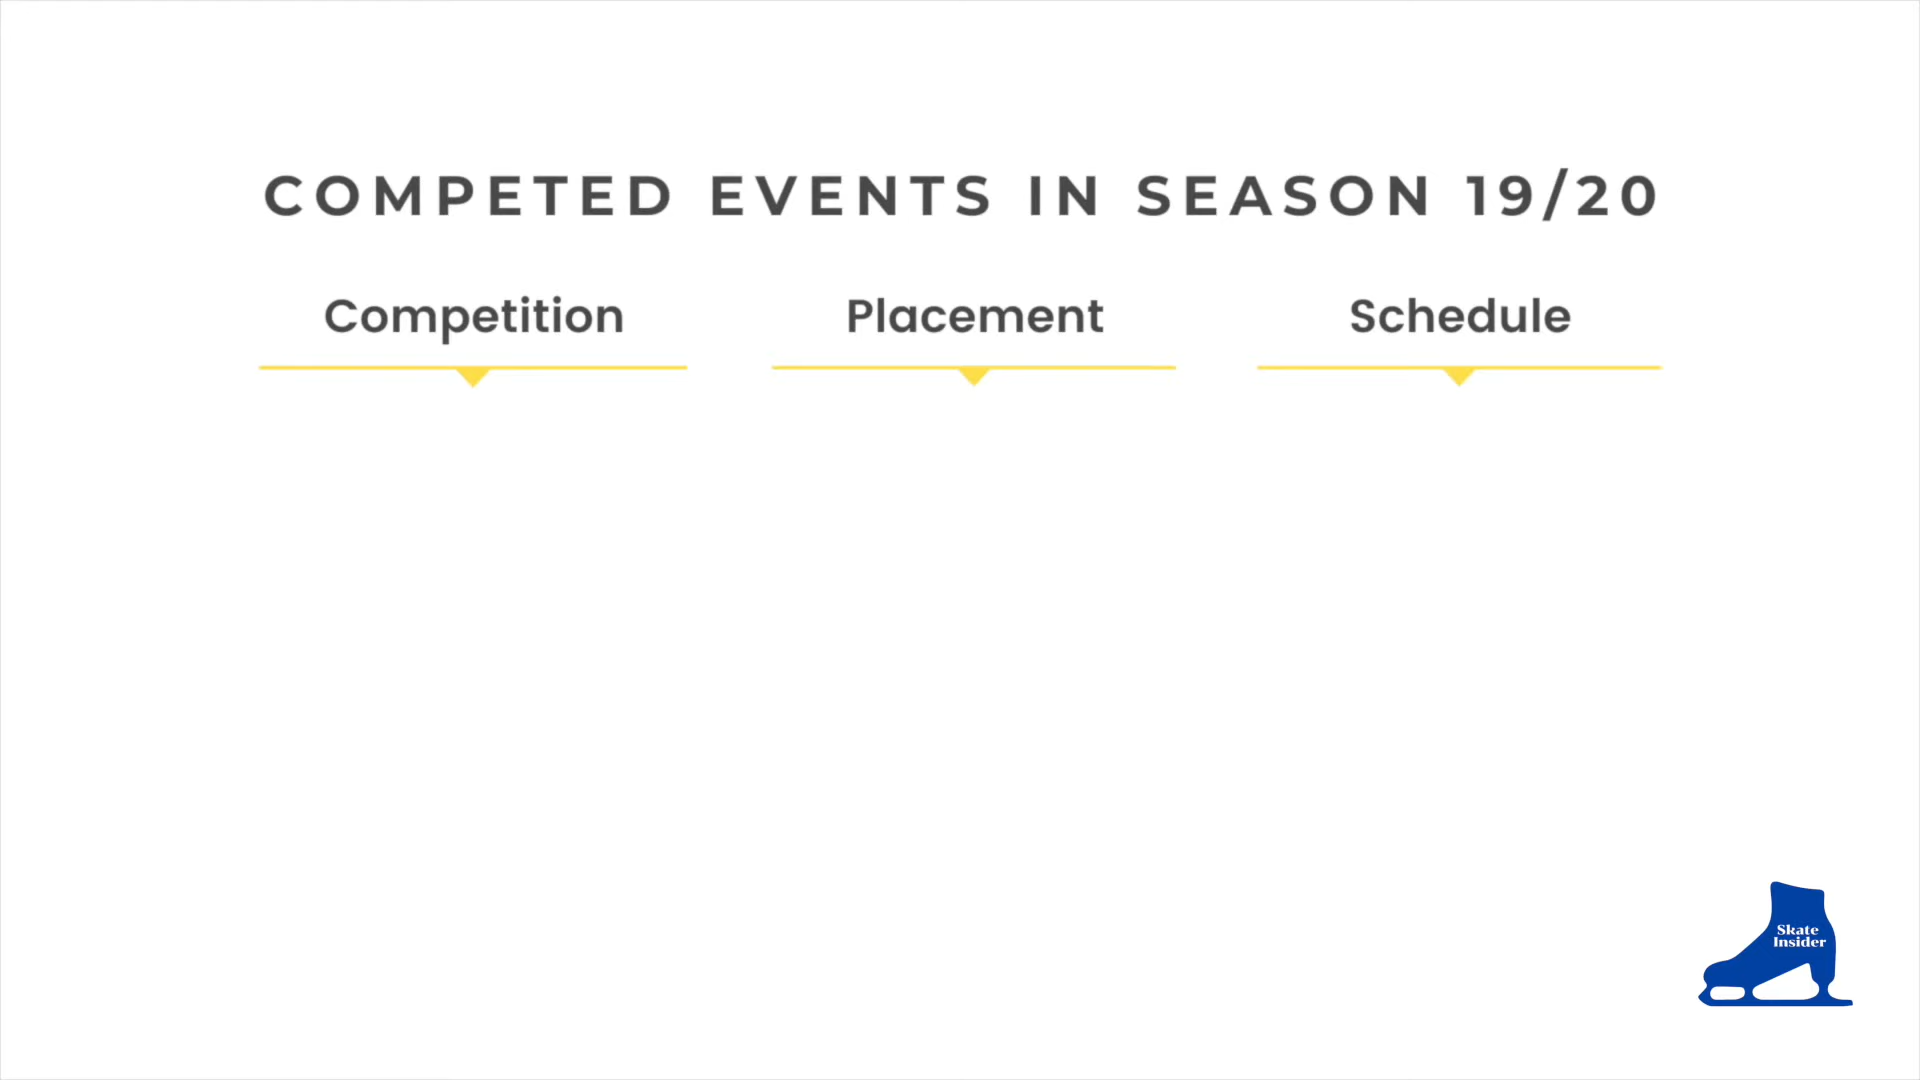 COMPETED EVENTS IN SEASON 19/20
Competition Placement Schedule
Skate
Insider